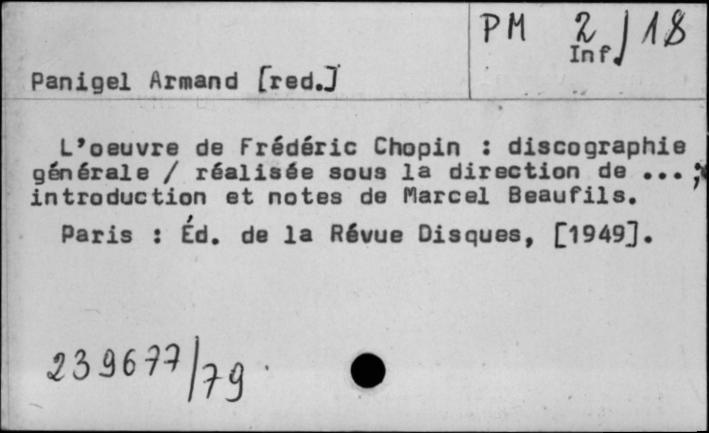 PM 2 / 18
Inf.
Panigel Armand [red.]
L'oeuvre de Frédéric Chopin : discographie
générale / réalisée sous la direction de ... ;
introduction et notes de Marcel Beaufils.
Paris : Éd. de la Révue Disques, [1949].
239677/79